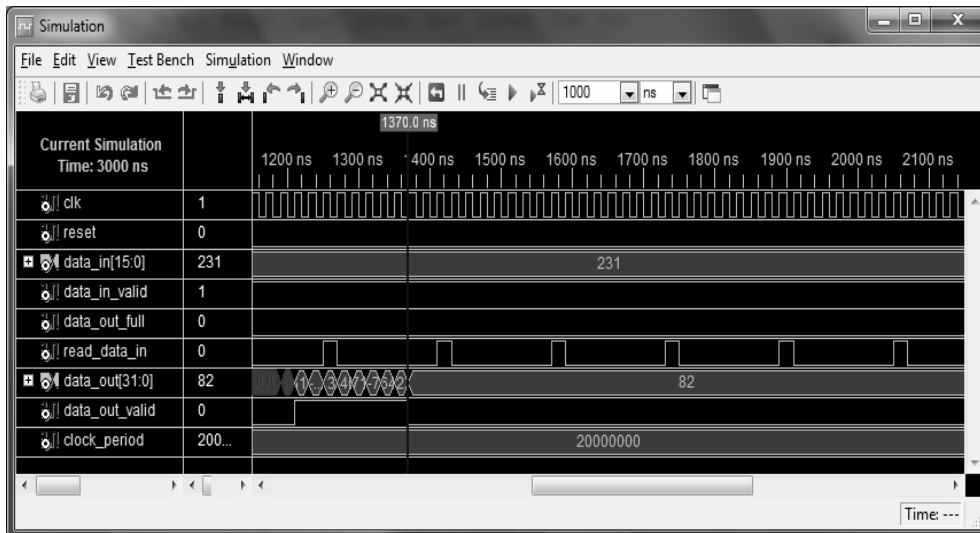 Simulation
File Edit View Test Bench Simulation Window
1000 ns
1370.0 ns
Current Simulation
Time: 3000 ns
1200 ns 1300 ns 400 ns 1500 ns 1600 ns 1700 ns 1800 ns 1900 ns 2000 ns 2100 ns
clk 1
reset 0
data_in[15:0] 231 231
data_in_valid 1
data_out_full 0
read_data_in 0
data_out[31:0] 82 82
data_out_valid 0
clock_period 200... 20000000
Time: ---